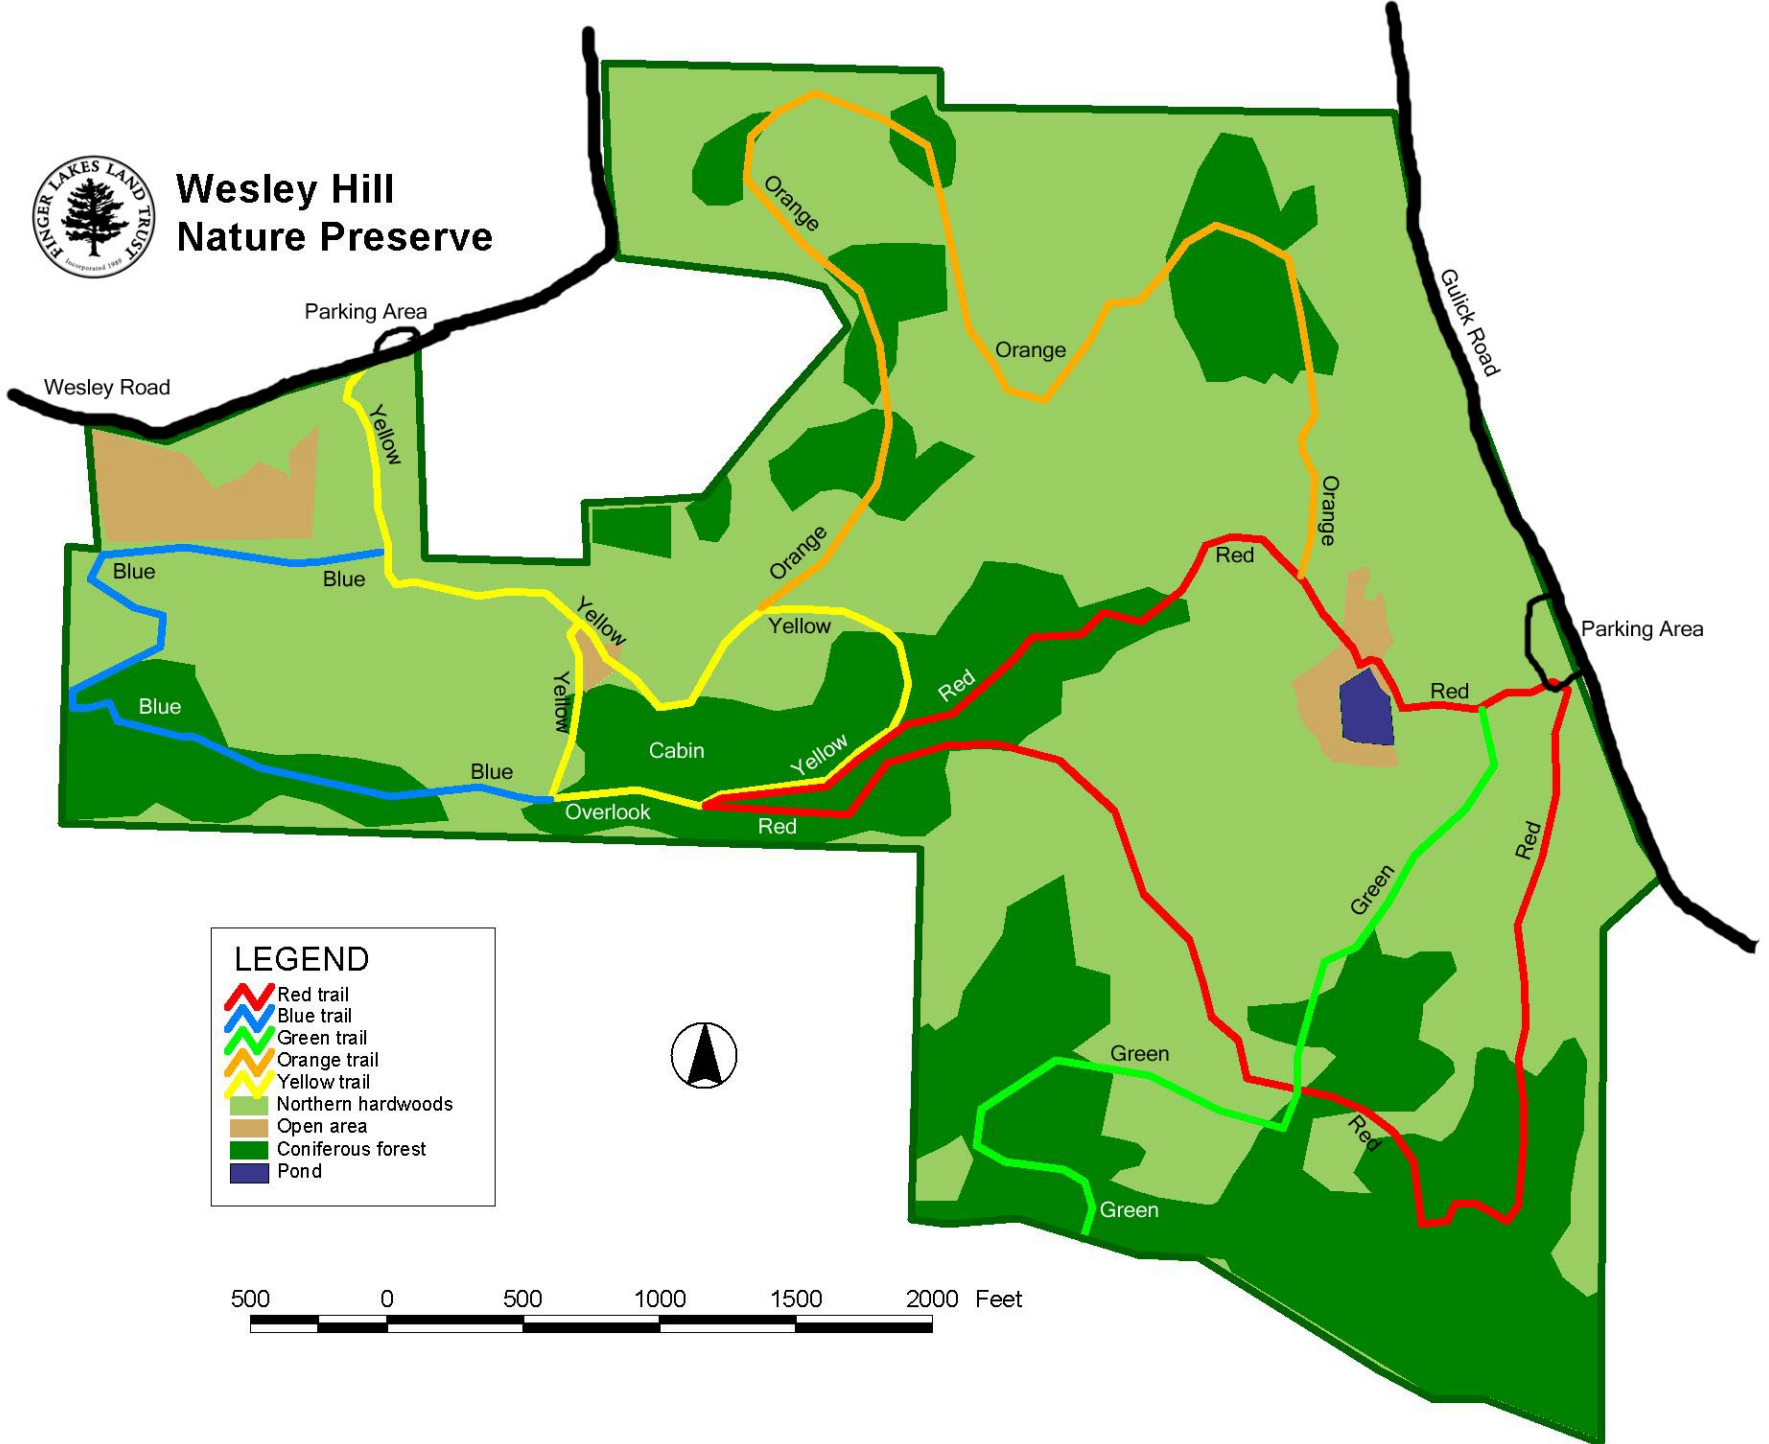 FINGER LAKES LAND TRUST
Incorporated 1989
Wesley Hill
Nature Preserve
Parking Area
Wesley Road
Yellow
Orange
Orange
Gulick Road
Orange
Orange
Blue
Blue
Yellow
Yellow
Red
Parking Area
Blue
Yellow
Red
Red
Cabin
Yellow
Blue
Overlook
Red
Red
Green
LEGEND
Red trail
Blue trail
Green trail
Orange trail
Yellow trail
Northern hardwoods
Open area
Coniferous forest
Pond
Green
Red
Green
500 0 500 1000 1500 2000 Feet